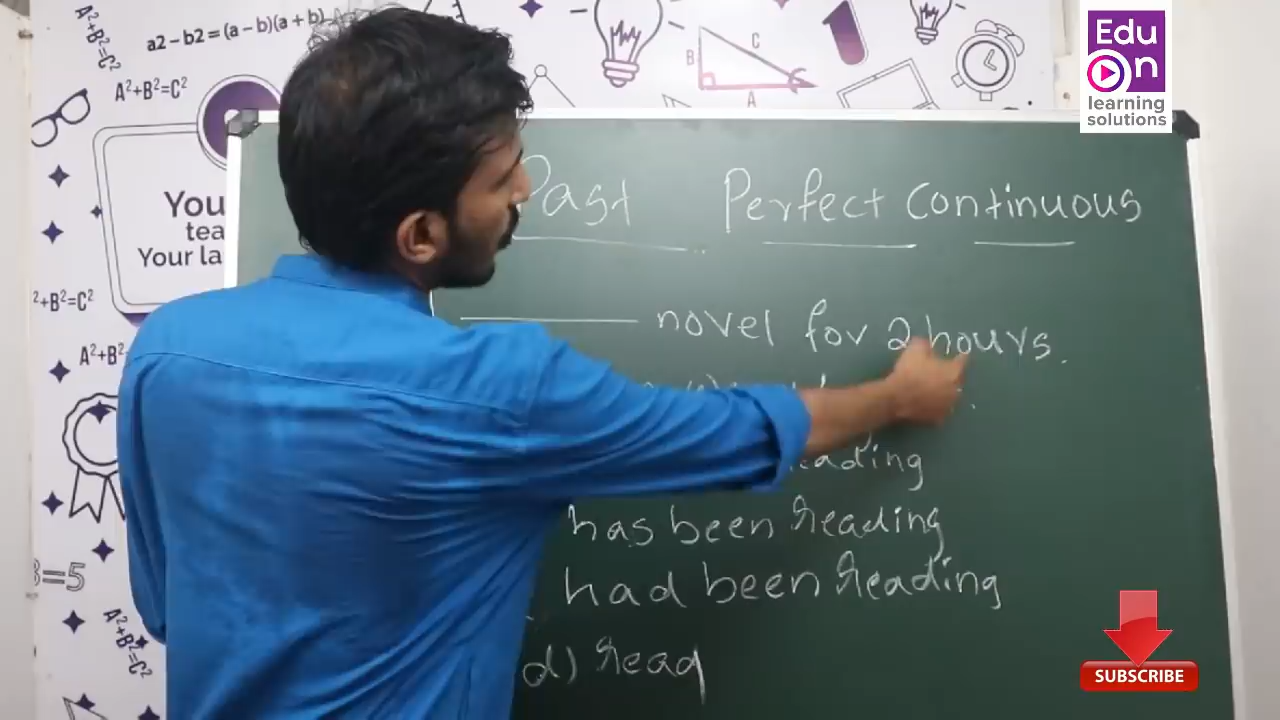 a2-b2=(a-b)(a+b)
A²+B²=C²
A²+B²=C²
B
C
A
Edu
On
learning
solutions
You
tea
Your la
²+B²=C²
A²+B²
3=5
A²+B²=C²
Past Perfect Continuous
novel for 2 hours.
reading
has been reading
had been reading
d) read
SUBSCRIBE